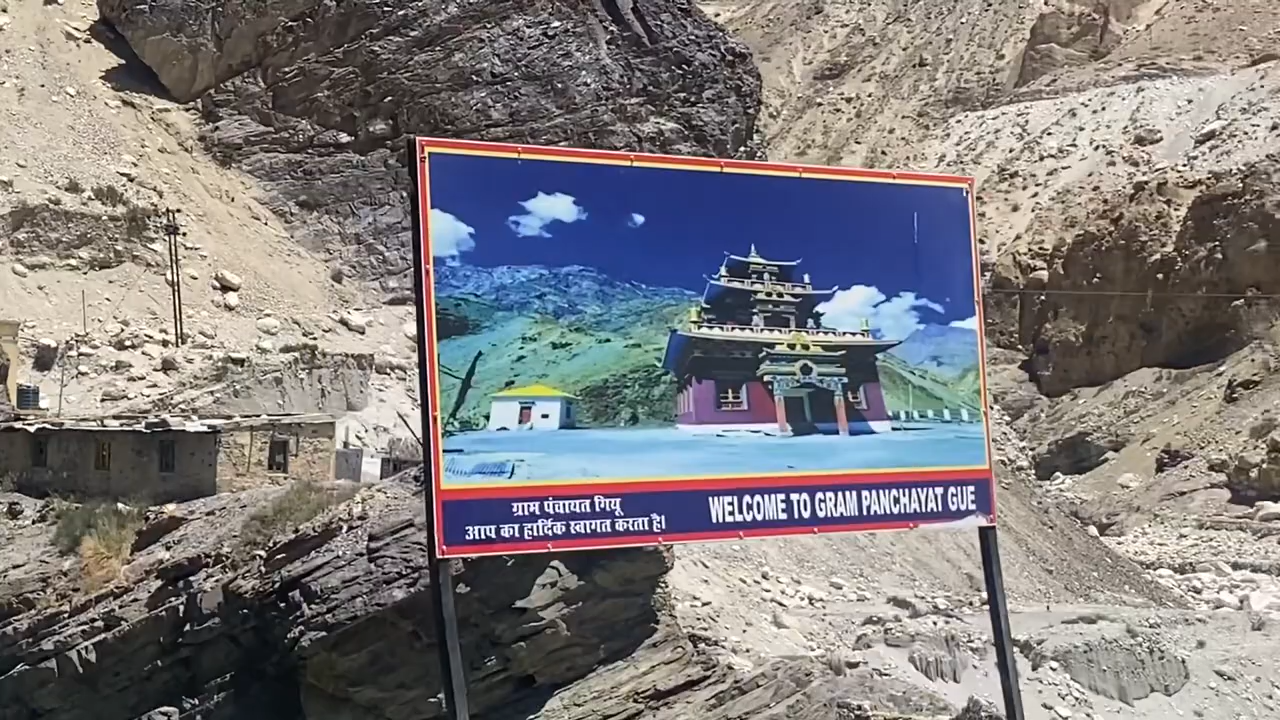 ग्राम पंचायत गियू
आप का हार्दिक स्वागत करता है।
WELCOME TO GRAM PANCHAYAT GUE